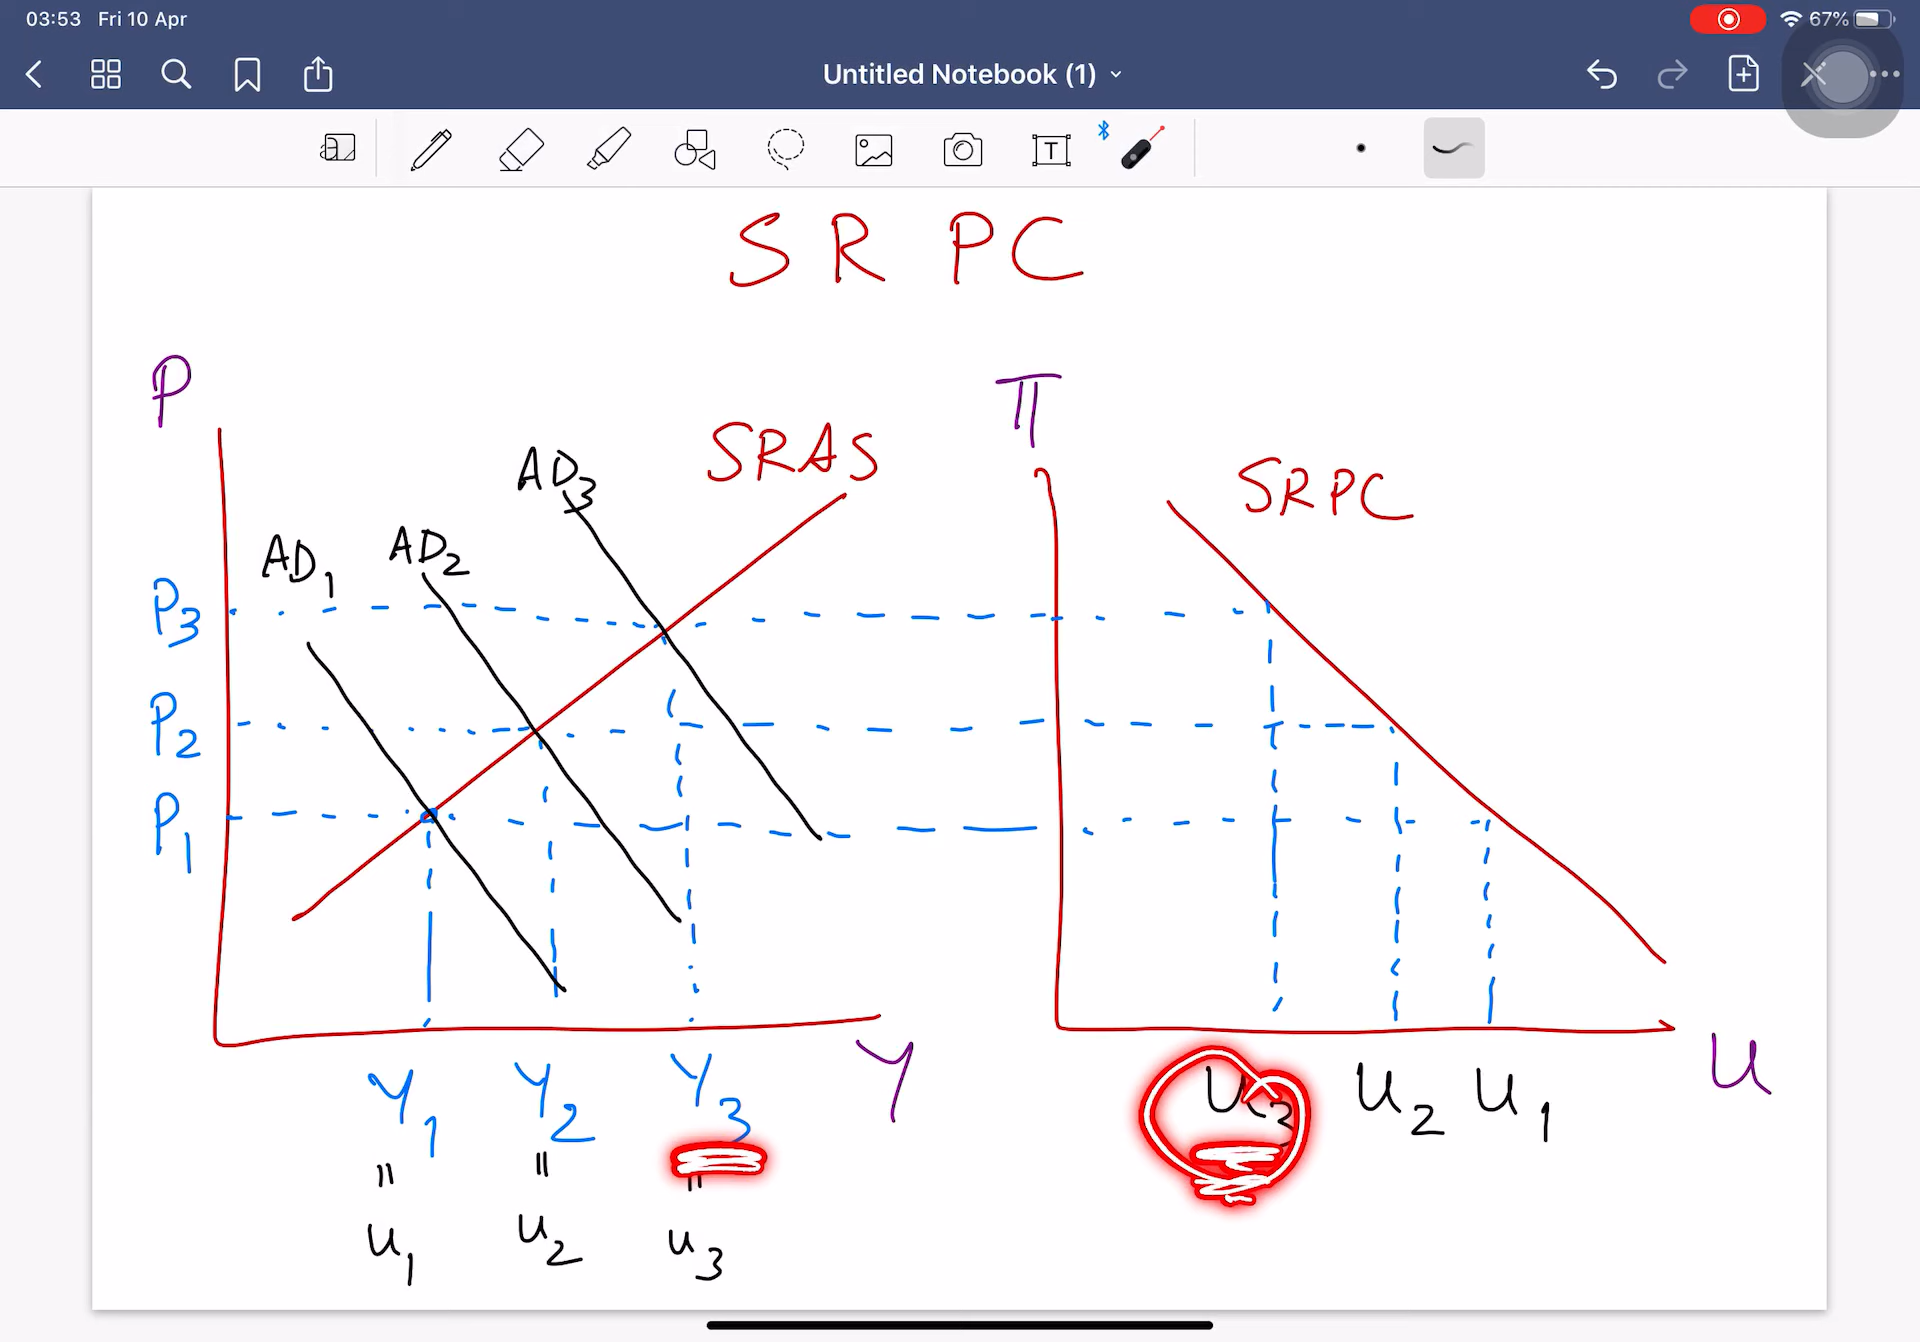 03:53 Fri 10 Apr
67%
Untitled Notebook (1)
T
SR PC
P
π
SRAS
AD3
SRPC
AD2
AD1
P3
P2
P1
Y1 Y2 Y3 Y
U3 U2 U1 U
= = =
u1 u2 u3